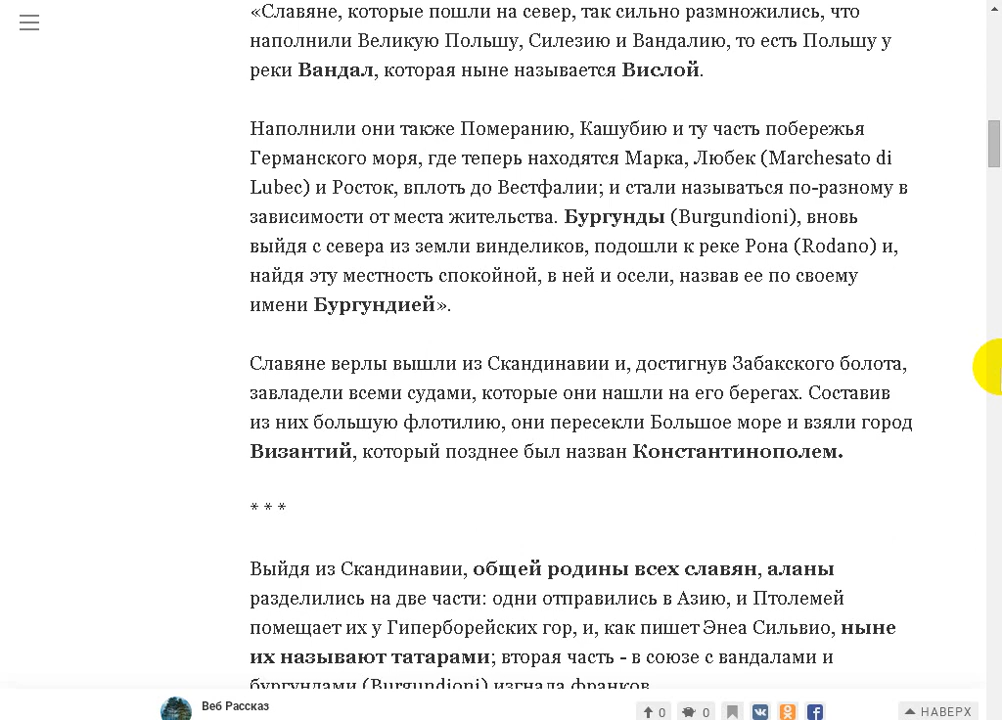 «Славяне, которые пошли на север, так сильно размножились, что
наполнили Великую Польшу, Силезию и Вандалию, то есть Польшу у
реки Вандал, которая ныне называется Вислой.
Наполнили они также Померанию, Кашубию и ту часть побережья
Германского моря, где теперь находятся Марка, Любек (Marchesato di
Lubec) и Росток, вплоть до Вестфалии; и стали называться по-разному в
зависимости от места жительства. Бургунды (Burgundioni), вновь
выйдя с севера из земли винделиков, подошли к реке Рона (Rodano) и,
найдя эту местность спокойной, в ней и осели, назвав ее по своему
имени Бургундией».
Славяне верлы вышли из Скандинавии и, достигнув Забакского болота,
завладели всеми судами, которые они нашли на его берегах. Составив
из них большую флотилию, они пересекли Большое море и взяли город
Византий, который позднее был назван Константинополем.
* * *
Выйдя из Скандинавии, общей родины всех славян, аланы
разделились на две части: одни отправились в Азию, и Птолемей
помещает их у Гиперборейских гор, и, как пишет Энеа Сильвио, ныне
их называют татарами; вторая часть - в союзе с вандалами и
бургундами (Burgundioni) изгнала франков
Веб Рассказ
0
0
НАВЕРХ